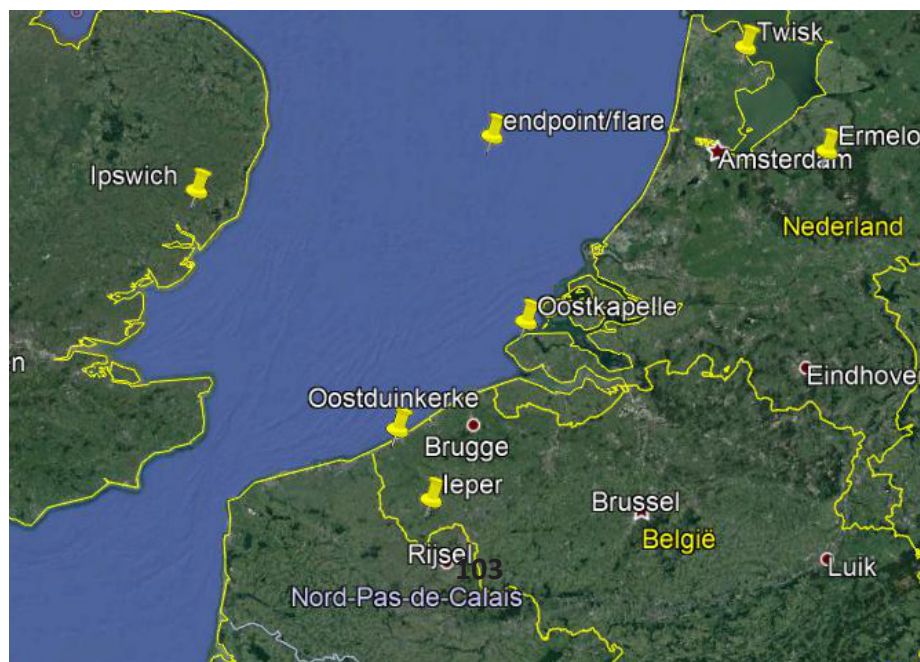 Twisk
endpoint/flare
Ermelo
Amsterdam
Ipswich
Nederland
Oostkapelle
n
Eindhoven
Oostduinkerke
Brugge
Ieper
Brussel
België
Rijsel
103
Luik
Nord-Pas-de-Calais